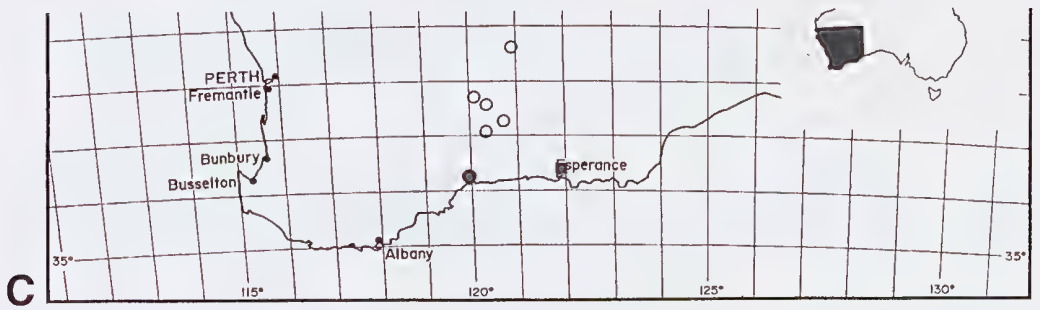 PERTH
Fremantle
Bunbury
Busselton
Esperance
Albany
35°
35°
C
115°
120°
125°
130°